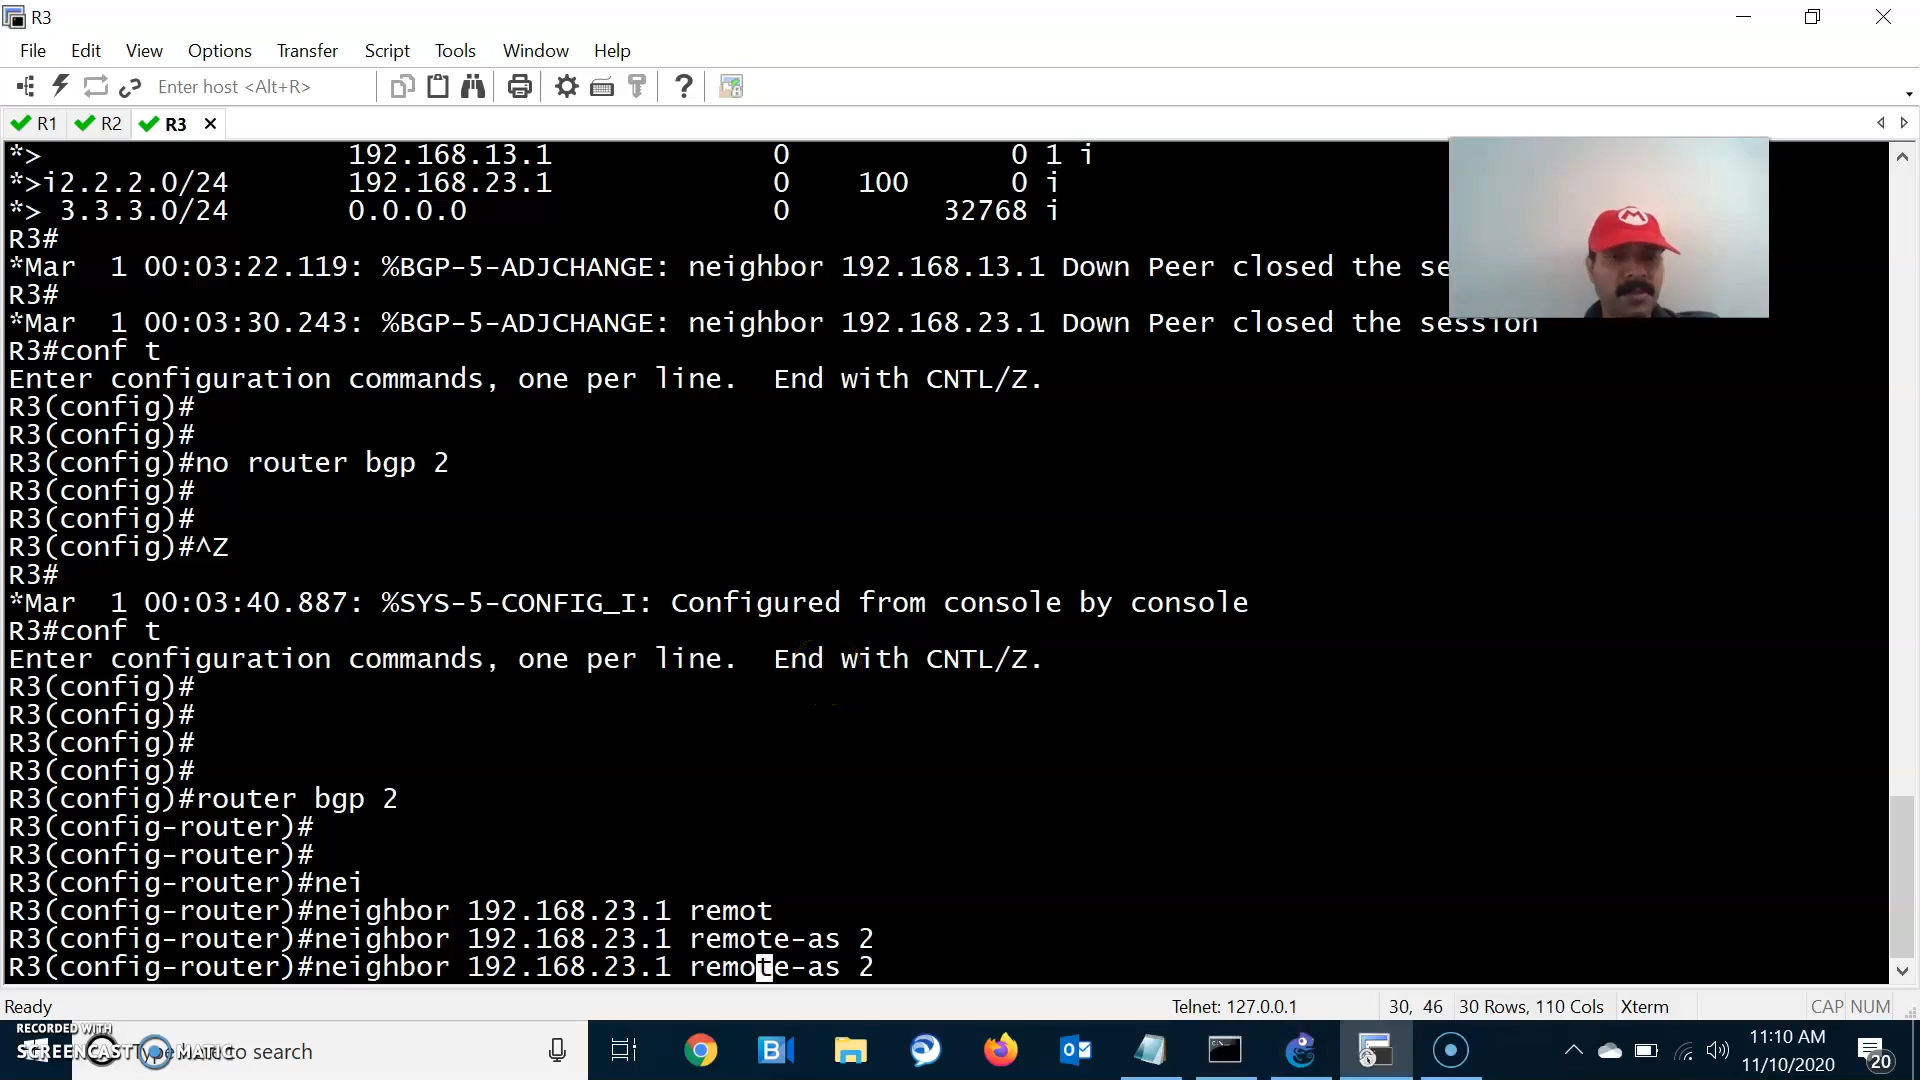 R3
File Edit View Options Transfer Script Tools Window Help
Enter host <Alt+R>
R1 R2 R3
*> 192.168.13.1 0 0 1 i
*>i2.2.2.0/24 192.168.23.1 0 100 0 i
*> 3.3.3.0/24 0.0.0.0 0 32768 i
R3#
*Mar 1 00:03:22.119: %BGP-5-ADJCHANGE: neighbor 192.168.13.1 Down Peer closed the se
R3#
*Mar 1 00:03:30.243: %BGP-5-ADJCHANGE: neighbor 192.168.23.1 Down Peer closed the session
R3#conf t
Enter configuration commands, one per line. End with CNTL/Z.
R3(config)#
R3(config)#
R3(config)#no router bgp 2
R3(config)#
R3(config)#
R3(config)#^Z
R3#
*Mar 1 00:03:40.887: %SYS-5-CONFIG_I: Configured from console by console
R3#conf t
Enter configuration commands, one per line. End with CNTL/Z.
R3(config)#
R3(config)#
R3(config)#
R3(config)#
R3(config)#router bgp 2
R3(config-router)#
R3(config-router)#
R3(config-router)#nei
R3(config-router)#neighbor 192.168.23.1 remot
R3(config-router)#neighbor 192.168.23.1 remote-as 2
R3(config-router)#neighbor 192.168.23.1 remote-as 2
Ready Telnet: 127.0.0.1 30, 46 30 Rows, 110 Cols Xterm CAP NUM
RECORDED WITH
SCREENCAST MATIC
to search
11:10 AM
11/10/2020
20